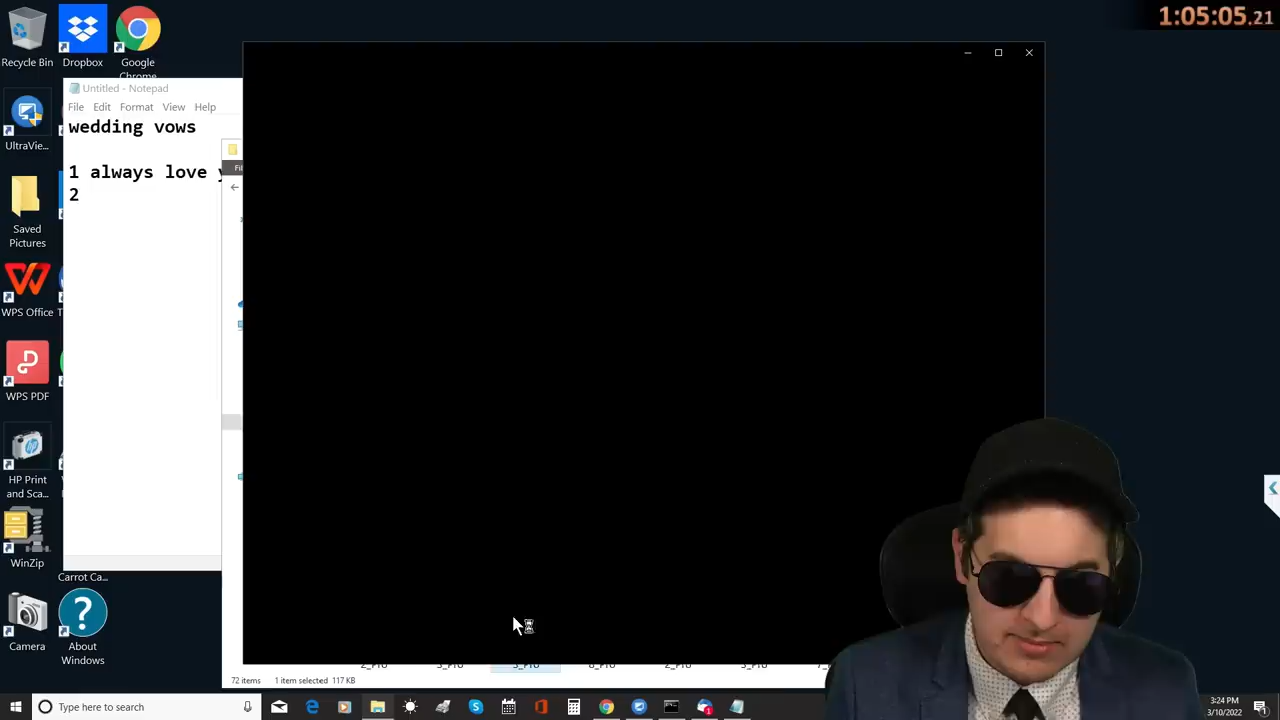 1:05:05.21
Recycle Bin
Dropbox
Google
Chrome
Untitled - Notepad
File Edit Format View Help
wedding vows
1 always love
2
UltraVie...
Saved
Pictures
WPS Office
WPS PDF
HP Print
and Sca...
WinZip
Carrot Ca...
Camera
About
Windows
72 items 1 item selected 117 KB
Type here to search
3:24 PM
3/10/2022